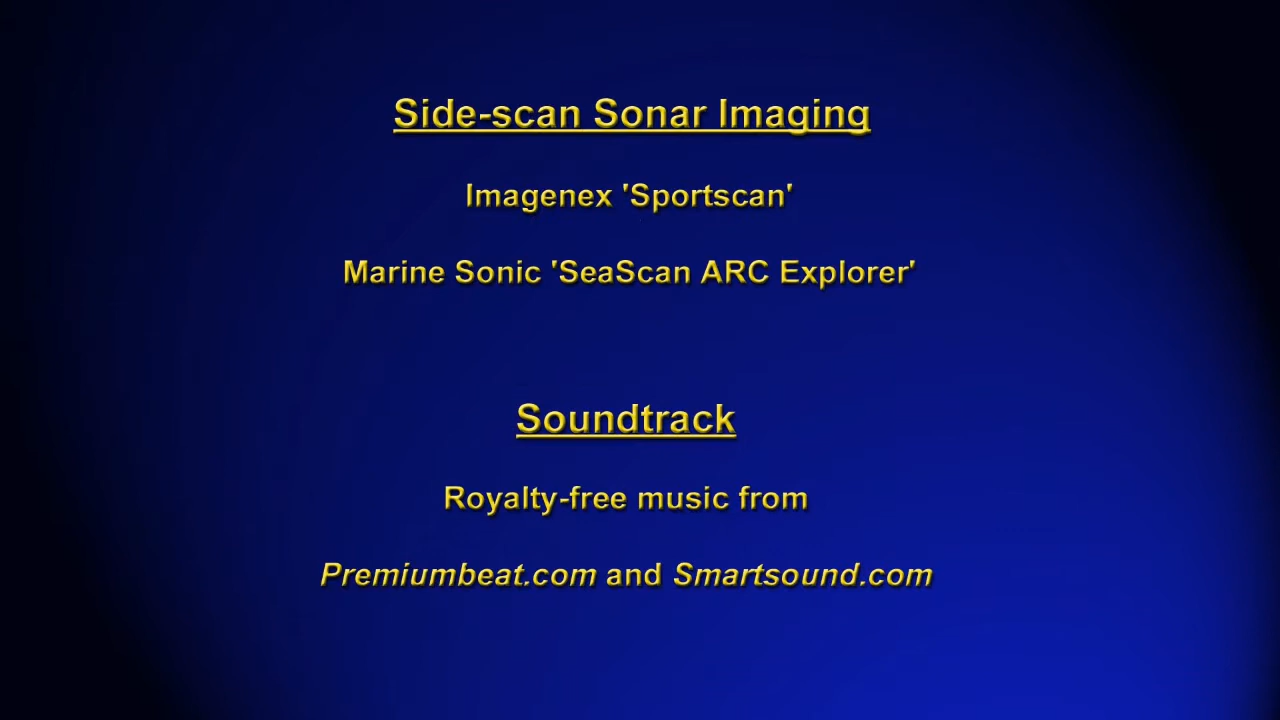 Side-scan Sonar Imaging
Imagenex 'Sportscan'
Marine Sonic 'SeaScan ARC Explorer'
Soundtrack
Royalty-free music from
Premiumbeat.com and Smartsound.com